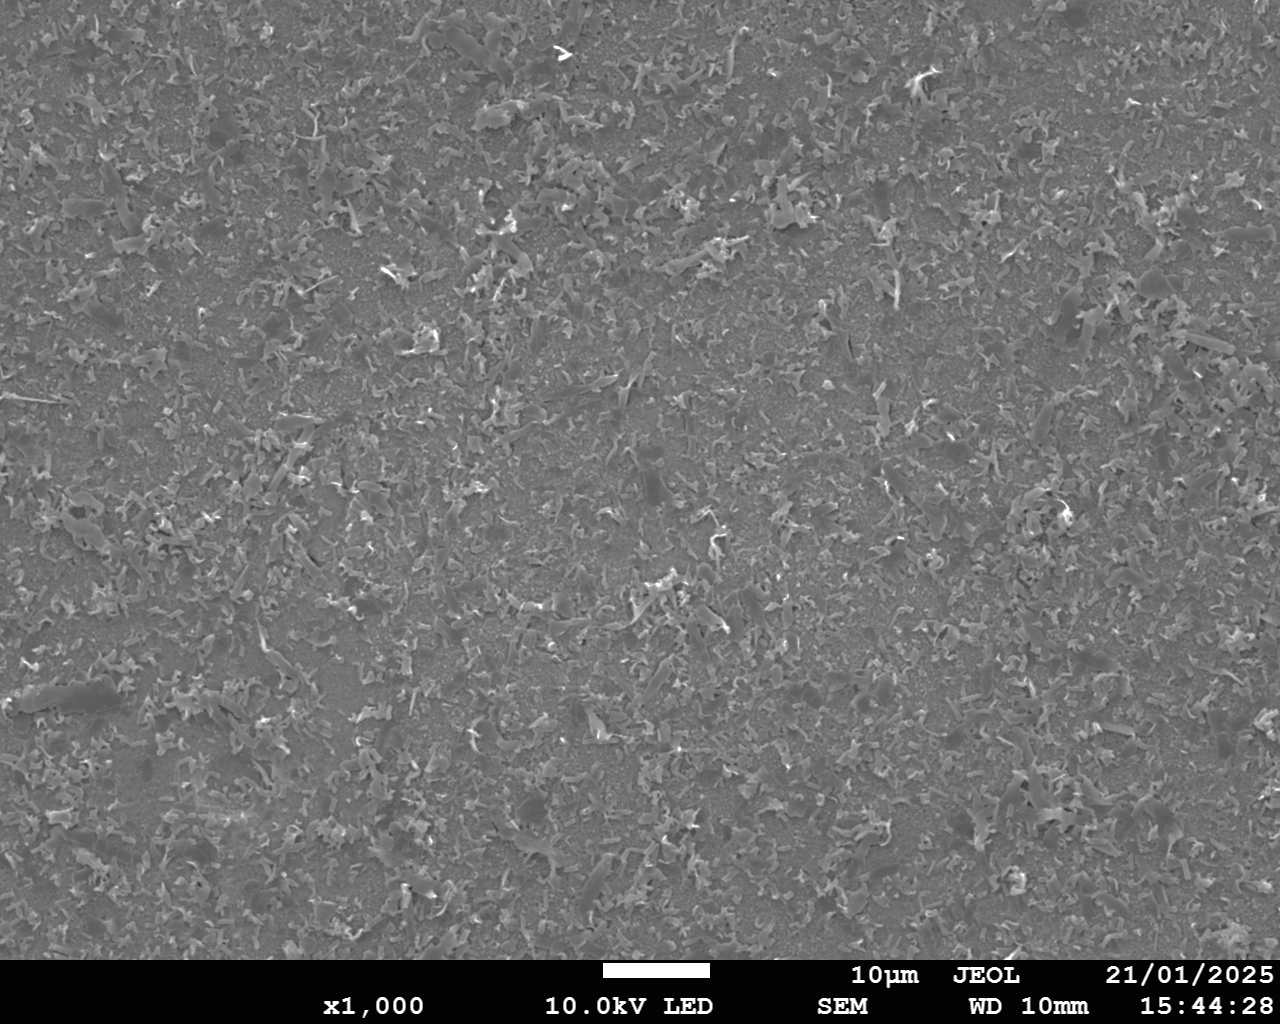 10µm JEOL 21/01/2025
x1,000 10.0kV LED SEM WD 10mm 15:44:28